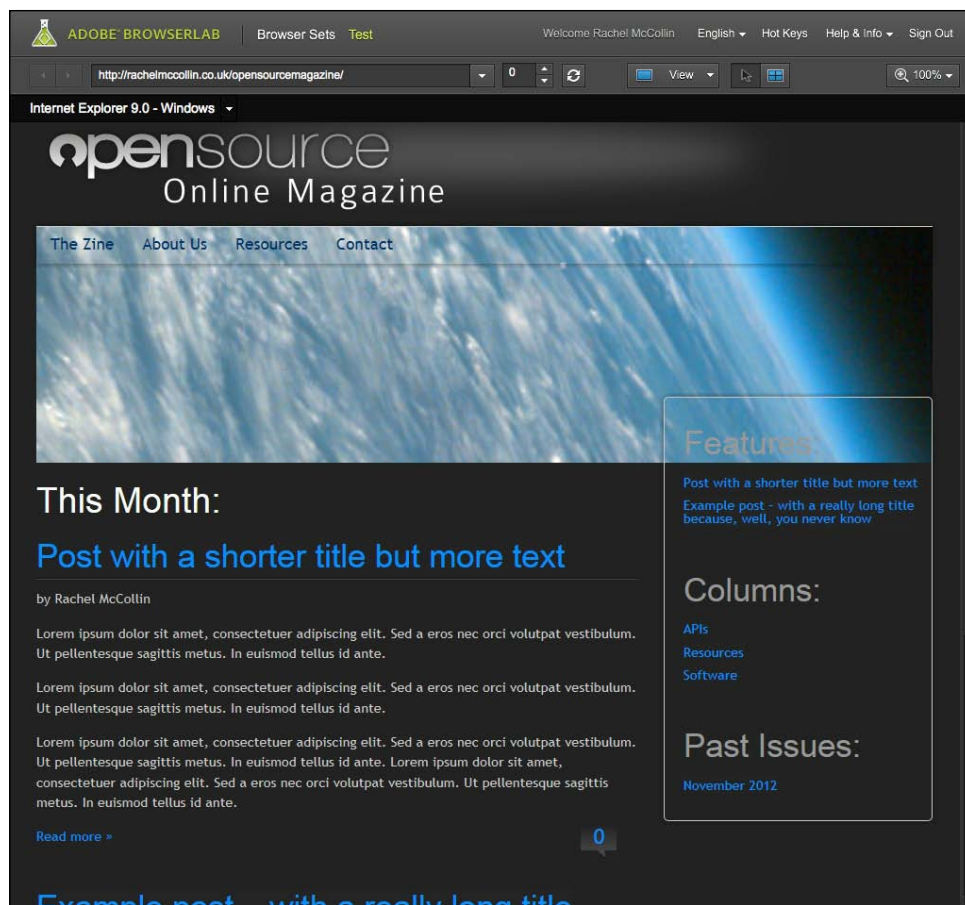 ADOBE® BROWSERLAB Browser Sets Test Welcome Rachel McCollin English Hot Keys Help & Info Sign Out
http://rachelmccollin.co.uk/opensourcemagazine/ 0 View 100%
Internet Explorer 9.0 - Windows
opensource
Online Magazine
The Zine About Us Resources Contact
This Month:
Post with a shorter title but more text
by Rachel McCollin
Lorem ipsum dolor sit amet, consectetuer adipiscing elit. Sed a eros nec orci volutpat vestibulum.
Ut pellentesque sagittis metus. In euismod tellus id ante.
Lorem ipsum dolor sit amet, consectetuer adipiscing elit. Sed a eros nec orci volutpat vestibulum.
Ut pellentesque sagittis metus. In euismod tellus id ante.
Lorem ipsum dolor sit amet, consectetuer adipiscing elit. Sed a eros nec orci volutpat vestibulum.
Ut pellentesque sagittis metus. In euismod tellus id ante. Lorem ipsum dolor sit amet,
consectetuer adipiscing elit. Sed a eros nec orci volutpat vestibulum. Ut pellentesque sagittis
metus. In euismod tellus id ante.
Read more »
0
Example post – with a really long title
Features:
Post with a shorter title but more text
Example post – with a really long title
because, well, you never know
Columns:
APIs
Resources
Software
Past Issues:
November 2012